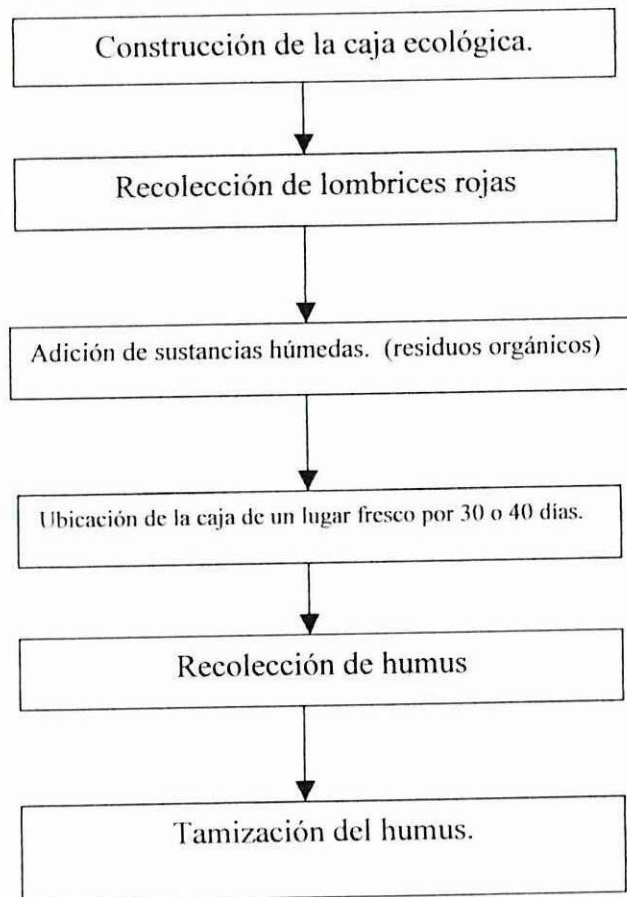 Construcción de la caja ecológica.
Recolección de lombrices rojas
Adición de sustancias húmedas. (residuos orgánicos)
Ubicación de la caja de un lugar fresco por 30 o 40 días.
Recolección de humus
Tamización del humus.